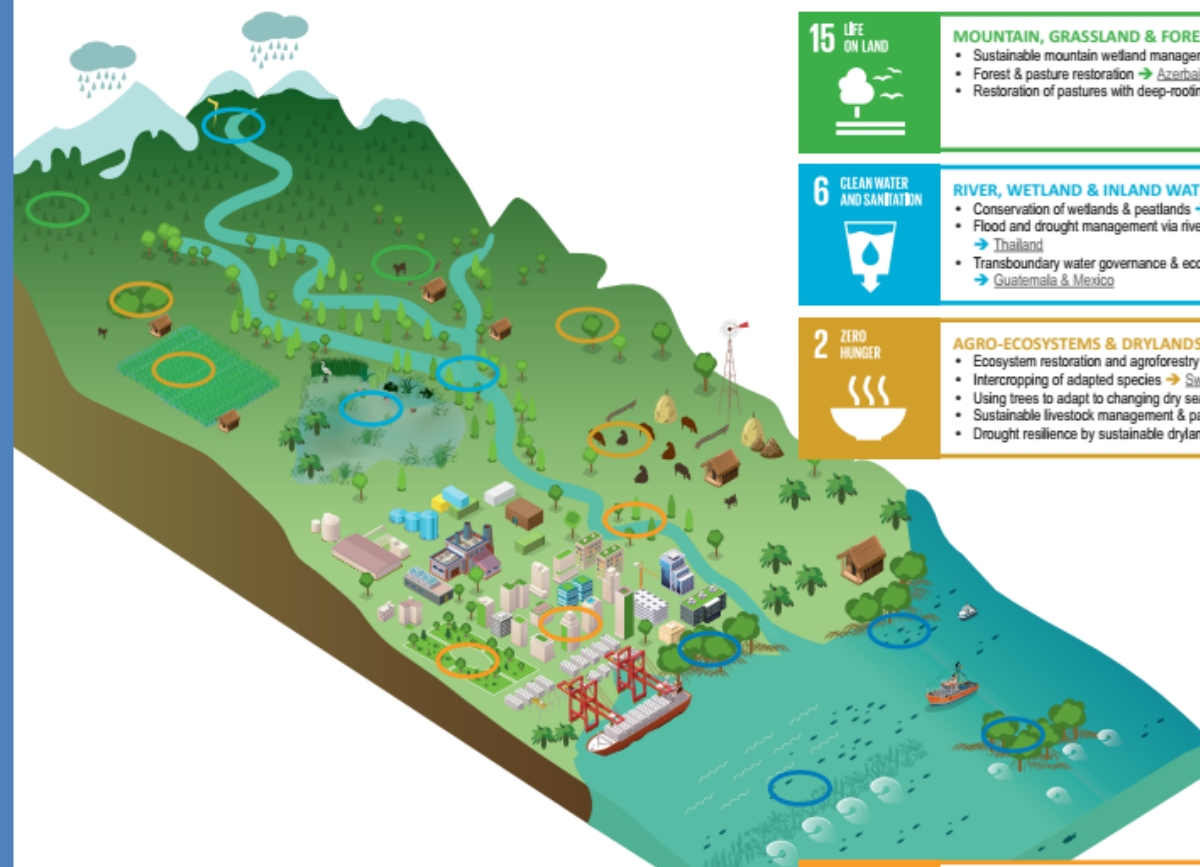 15 LIFE
ON LAND
MOUNTAIN, GRASSLAND & FORE
• Sustainable mountain wetland manager
• Forest & pasture restoration ➔ Azerbai
• Restoration of pastures with deep-rootin
6 CLEAN WATER
AND SANITATION
RIVER, WETLAND & INLAND WAT
• Conservation of wetlands & peatlands
• Flood and drought management via rive
➔ Thailand
• Transboundary water governance & eco
➔ Guatemala & Mexico
2 ZERO
HUNGER
AGRO-ECOSYSTEMS & DRYLANDS
• Ecosystem restoration and agroforestry
• Intercropping of adapted species ➔ Sw
• Using trees to adapt to changing dry sea
• Sustainable livestock management & pa
• Drought resilience by sustainable drylan